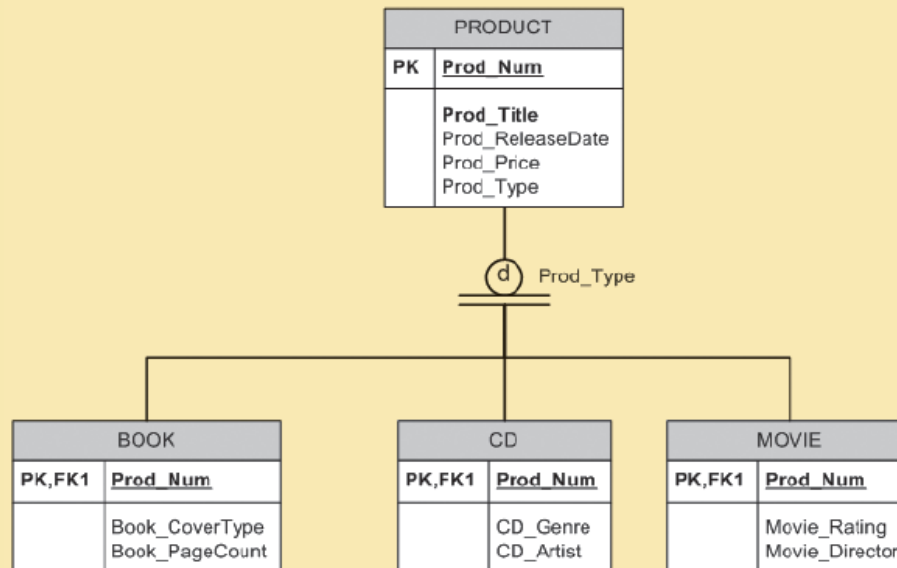 PRODUCT
PK Prod_Num
Prod_Title
Prod_ReleaseDate
Prod_Price
Prod_Type
d Prod_Type
BOOK
PK,FK1 Prod_Num
Book_CoverType
Book_PageCount
CD
PK,FK1 Prod_Num
CD_Genre
CD_Artist
MOVIE
PK,FK1 Prod_Num
Movie_Rating
Movie_Director